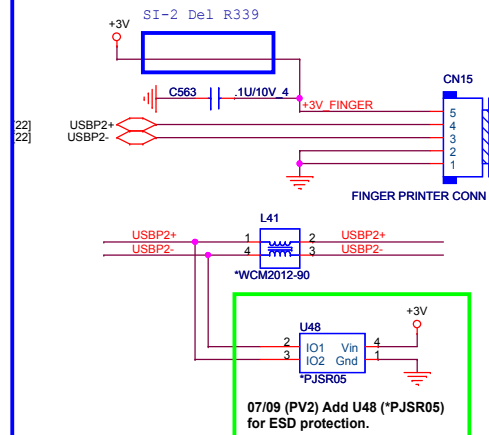 SI-2 Del R339
+3V
C563 .1U/10V_4
CN15
+3V_FINGER
5
[22] USBP2+ 4
[22] USBP2- 3
2
1
FINGER PRINTER CONN
L41
USBP2+ 1 2 USBP2+
USBP2- 4 3 USBP2-
*WCM2012-90
+3V
U48
2 IO1 Vin 4
3 IO2 Gnd 1
*PJSR05
07/09 (PV2) Add U48 (*PJSR05)
for ESD protection.